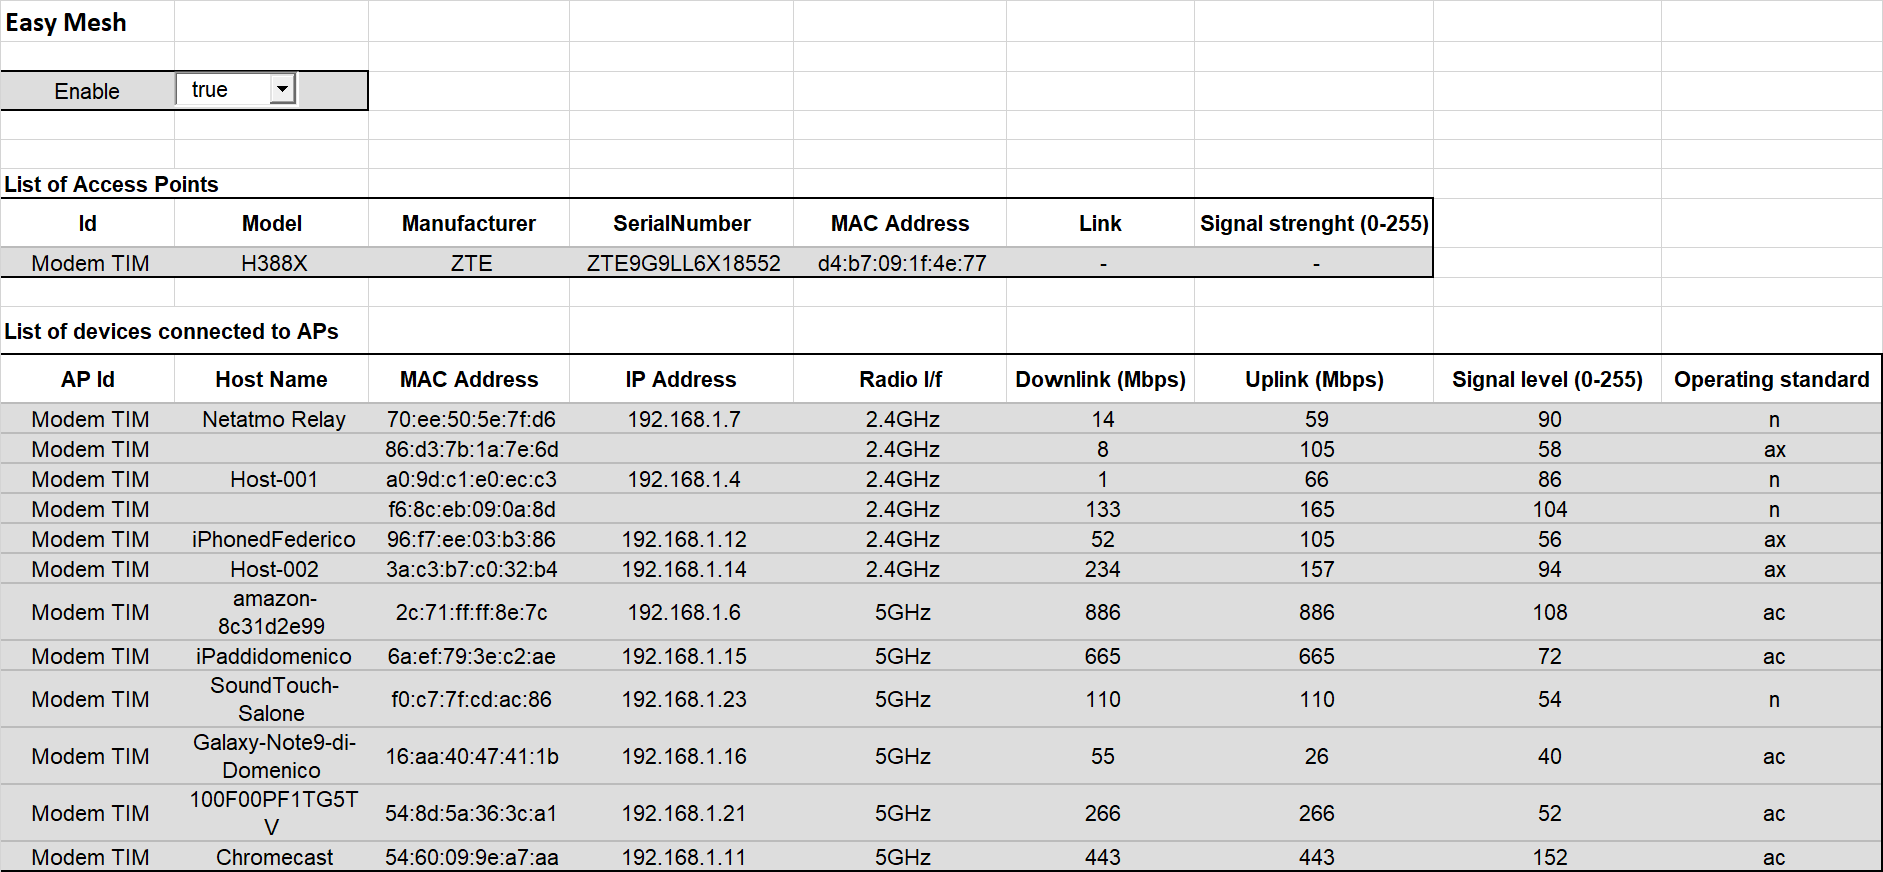 Easy Mesh
Enable true
List of Access Points
Id Model Manufacturer SerialNumber MAC Address Link Signal strenght (0-255)
Modem TIM H388X ZTE ZTE9G9LL6X18552 d4:b7:09:1f:4e:77 - -
List of devices connected to APs
AP Id Host Name MAC Address IP Address Radio I/f Downlink (Mbps) Uplink (Mbps) Signal level (0-255) Operating standard
Modem TIM Netatmo Relay 70:ee:50:5e:7f:d6 192.168.1.7 2.4GHz 14 59 90 n
Modem TIM 86:d3:7b:1a:7e:6d 2.4GHz 8 105 58 ax
Modem TIM Host-001 a0:9d:c1:e0:ec:c3 192.168.1.4 2.4GHz 1 66 86 n
Modem TIM f6:8c:eb:09:0a:8d 2.4GHz 133 165 104 n
Modem TIM iPhonedFederico 96:f7:ee:03:b3:86 192.168.1.12 2.4GHz 52 105 56 ax
Modem TIM Host-002 3a:c3:b7:c0:32:b4 192.168.1.14 2.4GHz 234 157 94 ax
Modem TIM amazon-
8c31d2e99 2c:71:ff:ff:8e:7c 192.168.1.6 5GHz 886 886 108 ac
Modem TIM iPaddidomenico 6a:ef:79:3e:c2:ae 192.168.1.15 5GHz 665 665 72 ac
Modem TIM SoundTouch-
Salone f0:c7:7f:cd:ac:86 192.168.1.23 5GHz 110 110 54 n
Modem TIM Galaxy-Note9-di-
Domenico 16:aa:40:47:41:1b 192.168.1.16 5GHz 55 26 40 ac
Modem TIM 100F00PF1TG5T
V 54:8d:5a:36:3c:a1 192.168.1.21 5GHz 266 266 52 ac
Modem TIM Chromecast 54:60:09:9e:a7:aa 192.168.1.11 5GHz 443 443 152 ac